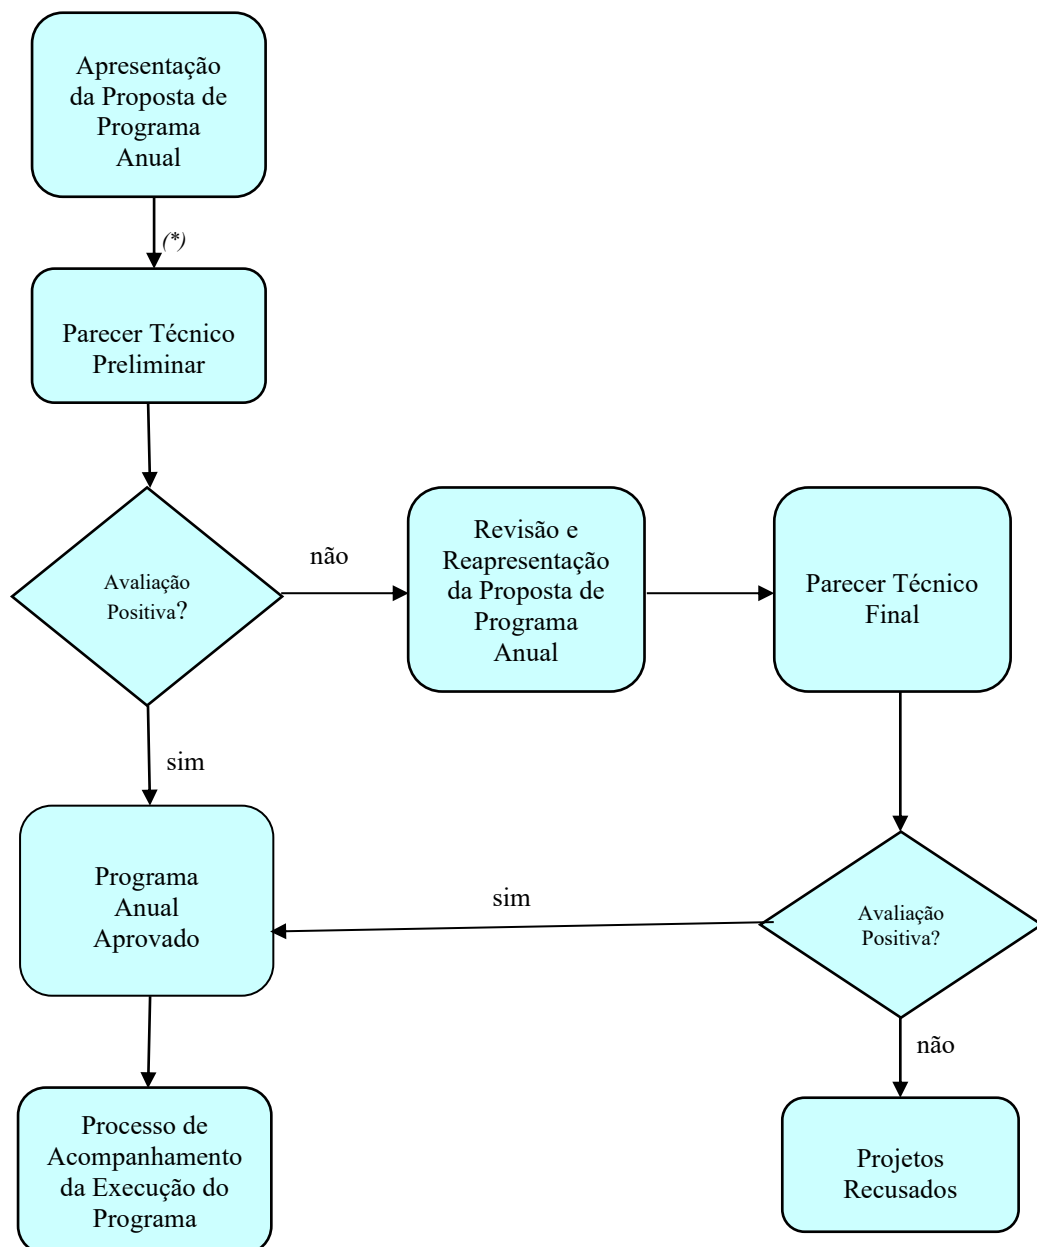 Apresentação
da Proposta de
Programa
Anual
(*)
Parecer Técnico
Preliminar
Avaliação
Positiva?
não
Revisão e
Reapresentação
da Proposta de
Programa
Anual
Parecer Técnico
Final
sim
Programa
Anual
Aprovado
sim
Avaliação
Positiva?
não
Processo de
Acompanhamento
da Execução do
Programa
Projetos
Recusados